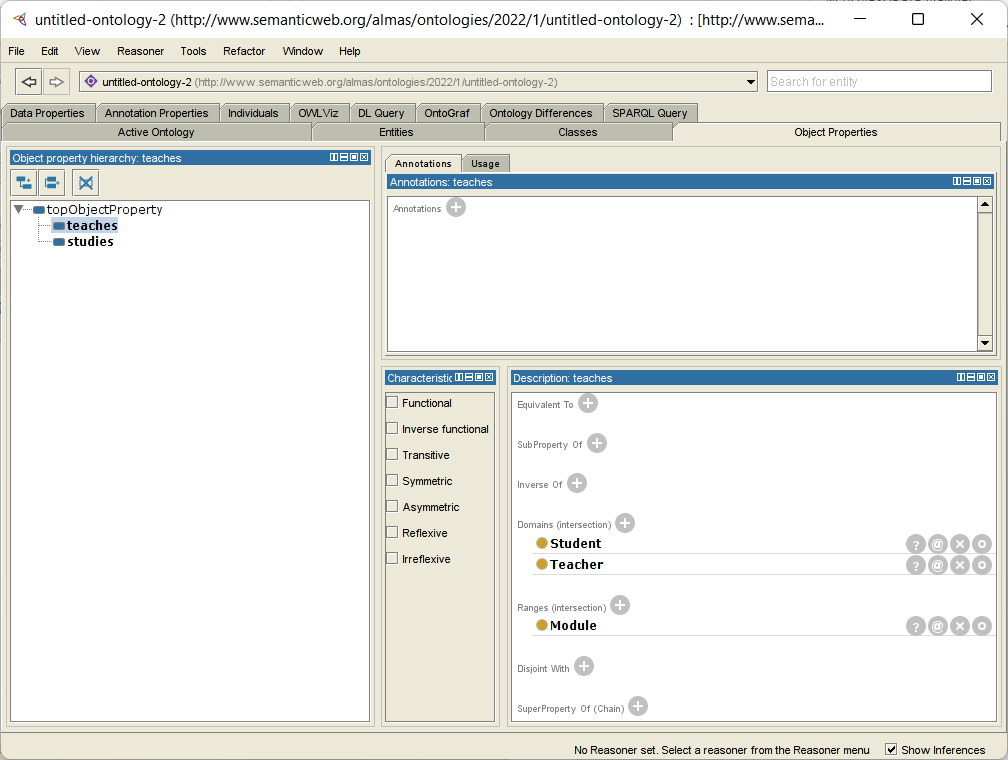 untitled-ontology-2 (http://www.semanticweb.org/almas/ontologies/2022/1/untitled-ontology-2) : [http://www.sema...
File Edit View Reasoner Tools Refactor Window Help
untitled-ontology-2 (http://www.semanticweb.org/almas/ontologies/2022/1/untitled-ontology-2)
Search for entity
Data Properties Annotation Properties Individuals OWLViz DL Query OntoGraf Ontology Differences SPARQL Query
Active Ontology Entities Classes Object Properties
Object property hierarchy: teaches
topObjectProperty
teaches
studies
Annotations Usage
Annotations: teaches
Annotations
Characteristic
Functional
Inverse functional
Transitive
Symmetric
Asymmetric
Reflexive
Irreflexive
Description: teaches
Equivalent To
SubProperty Of
Inverse Of
Domains (intersection)
Student
Teacher
Ranges (intersection)
Module
Disjoint With
SuperProperty Of (Chain)
No Reasoner set. Select a reasoner from the Reasoner menu Show Inferences